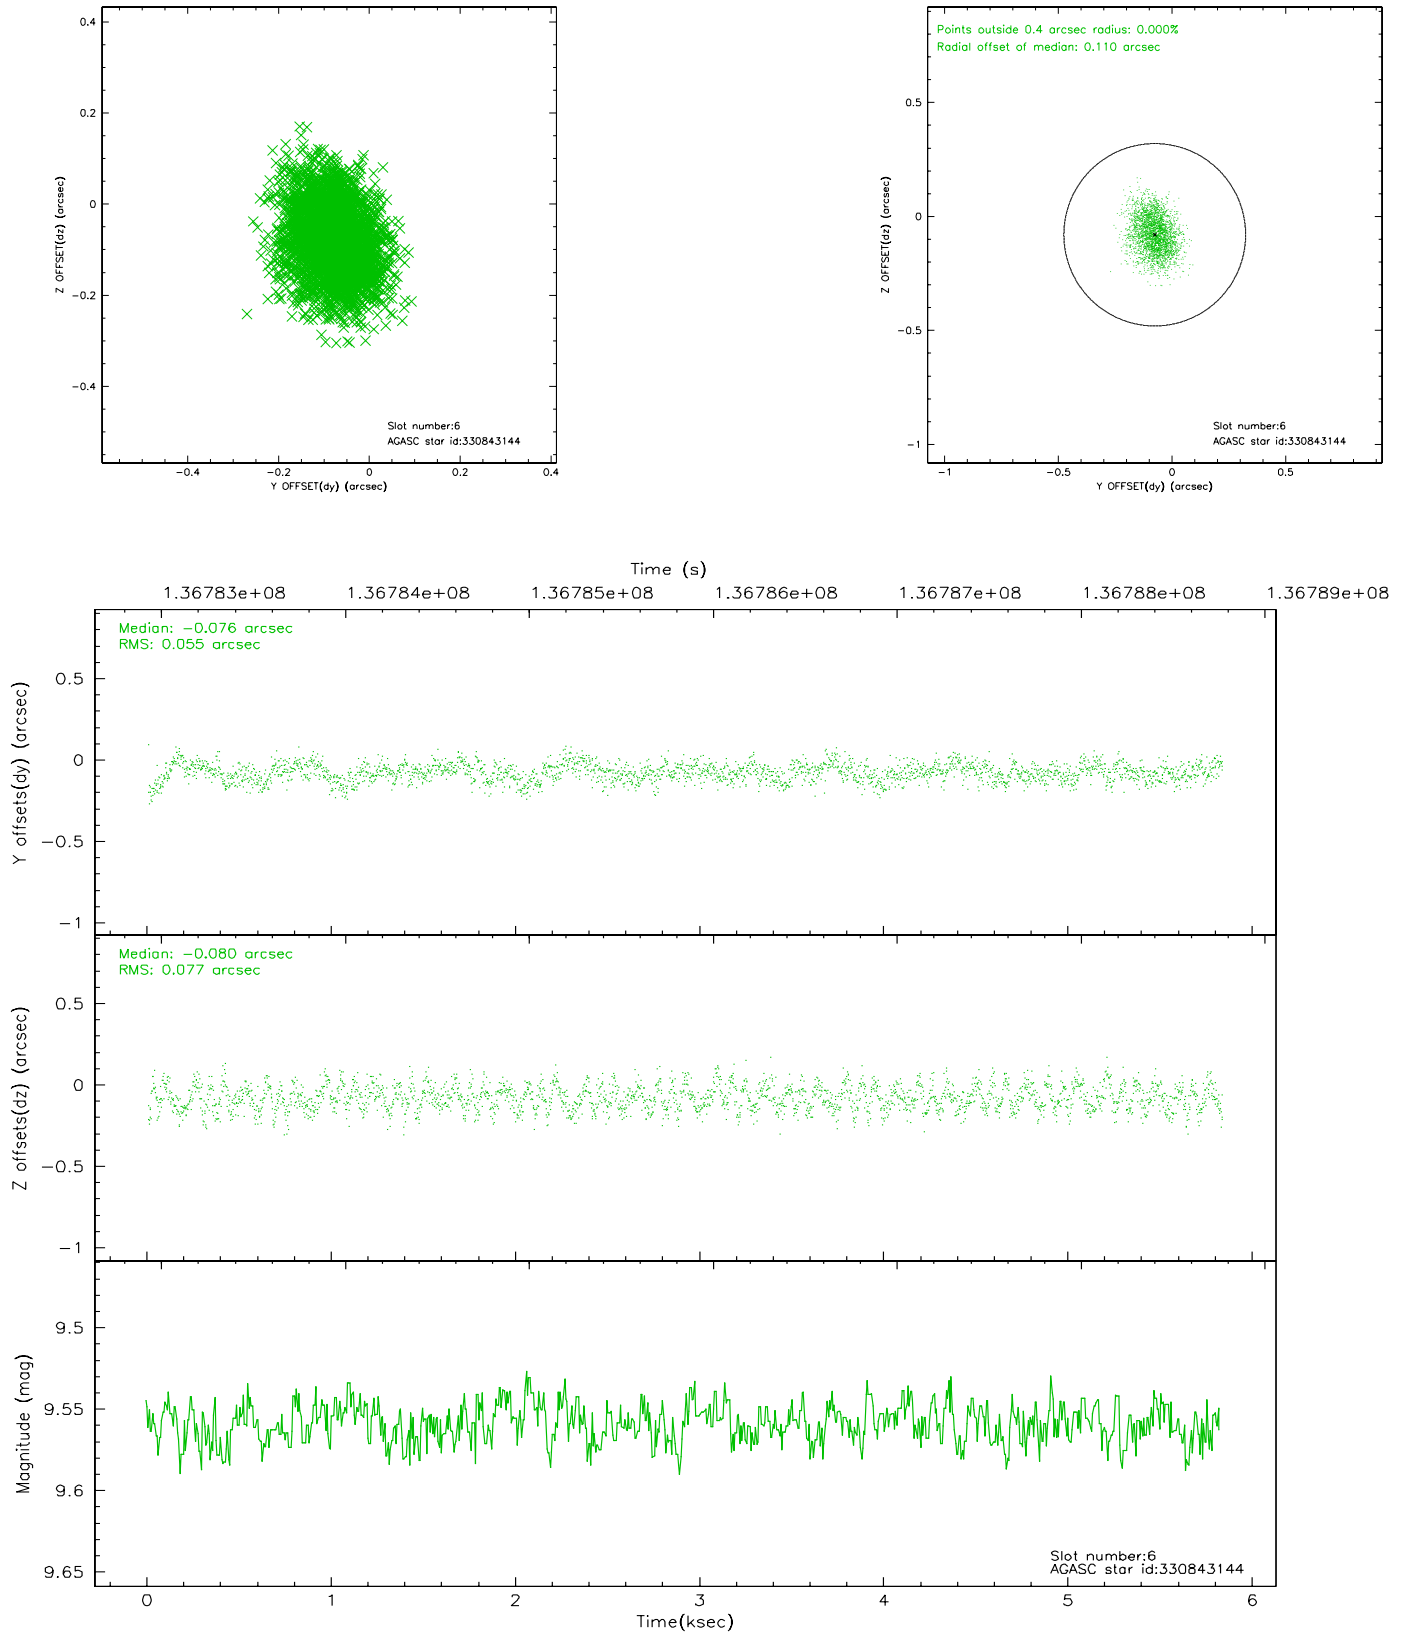 0.4
0.2
0
−0.2
−0.4
Z OFFSET(dz) (arcsec)
Slot number:6
AGASC star id:330843144
−0.4 −0.2 0 0.2 0.4
Y OFFSET(dy) (arcsec)
Points outside 0.4 arcsec radius: 0.000%
Radial offset of median: 0.110 arcsec
0.5
0
−0.5
−1
Z OFFSET(dz) (arcsec)
Slot number:6
AGASC star id:330843144
−1 −0.5 0 0.5
Y OFFSET(dy) (arcsec)
Time (s)
1.36783e+08 1.36784e+08 1.36785e+08 1.36786e+08 1.36787e+08 1.36788e+08 1.36789e+08
Median: −0.076 arcsec
RMS: 0.055 arcsec
0.5
0
−0.5
−1
Y offsets(dy) (arcsec)
Median: −0.080 arcsec
RMS: 0.077 arcsec
0.5
0
−0.5
−1
Z offsets(dz) (arcsec)
9.5
9.55
9.6
9.65
Magnitude (mag)
Slot number:6
AGASC star id:330843144
0 1 2 3 4 5 6
Time(ksec)